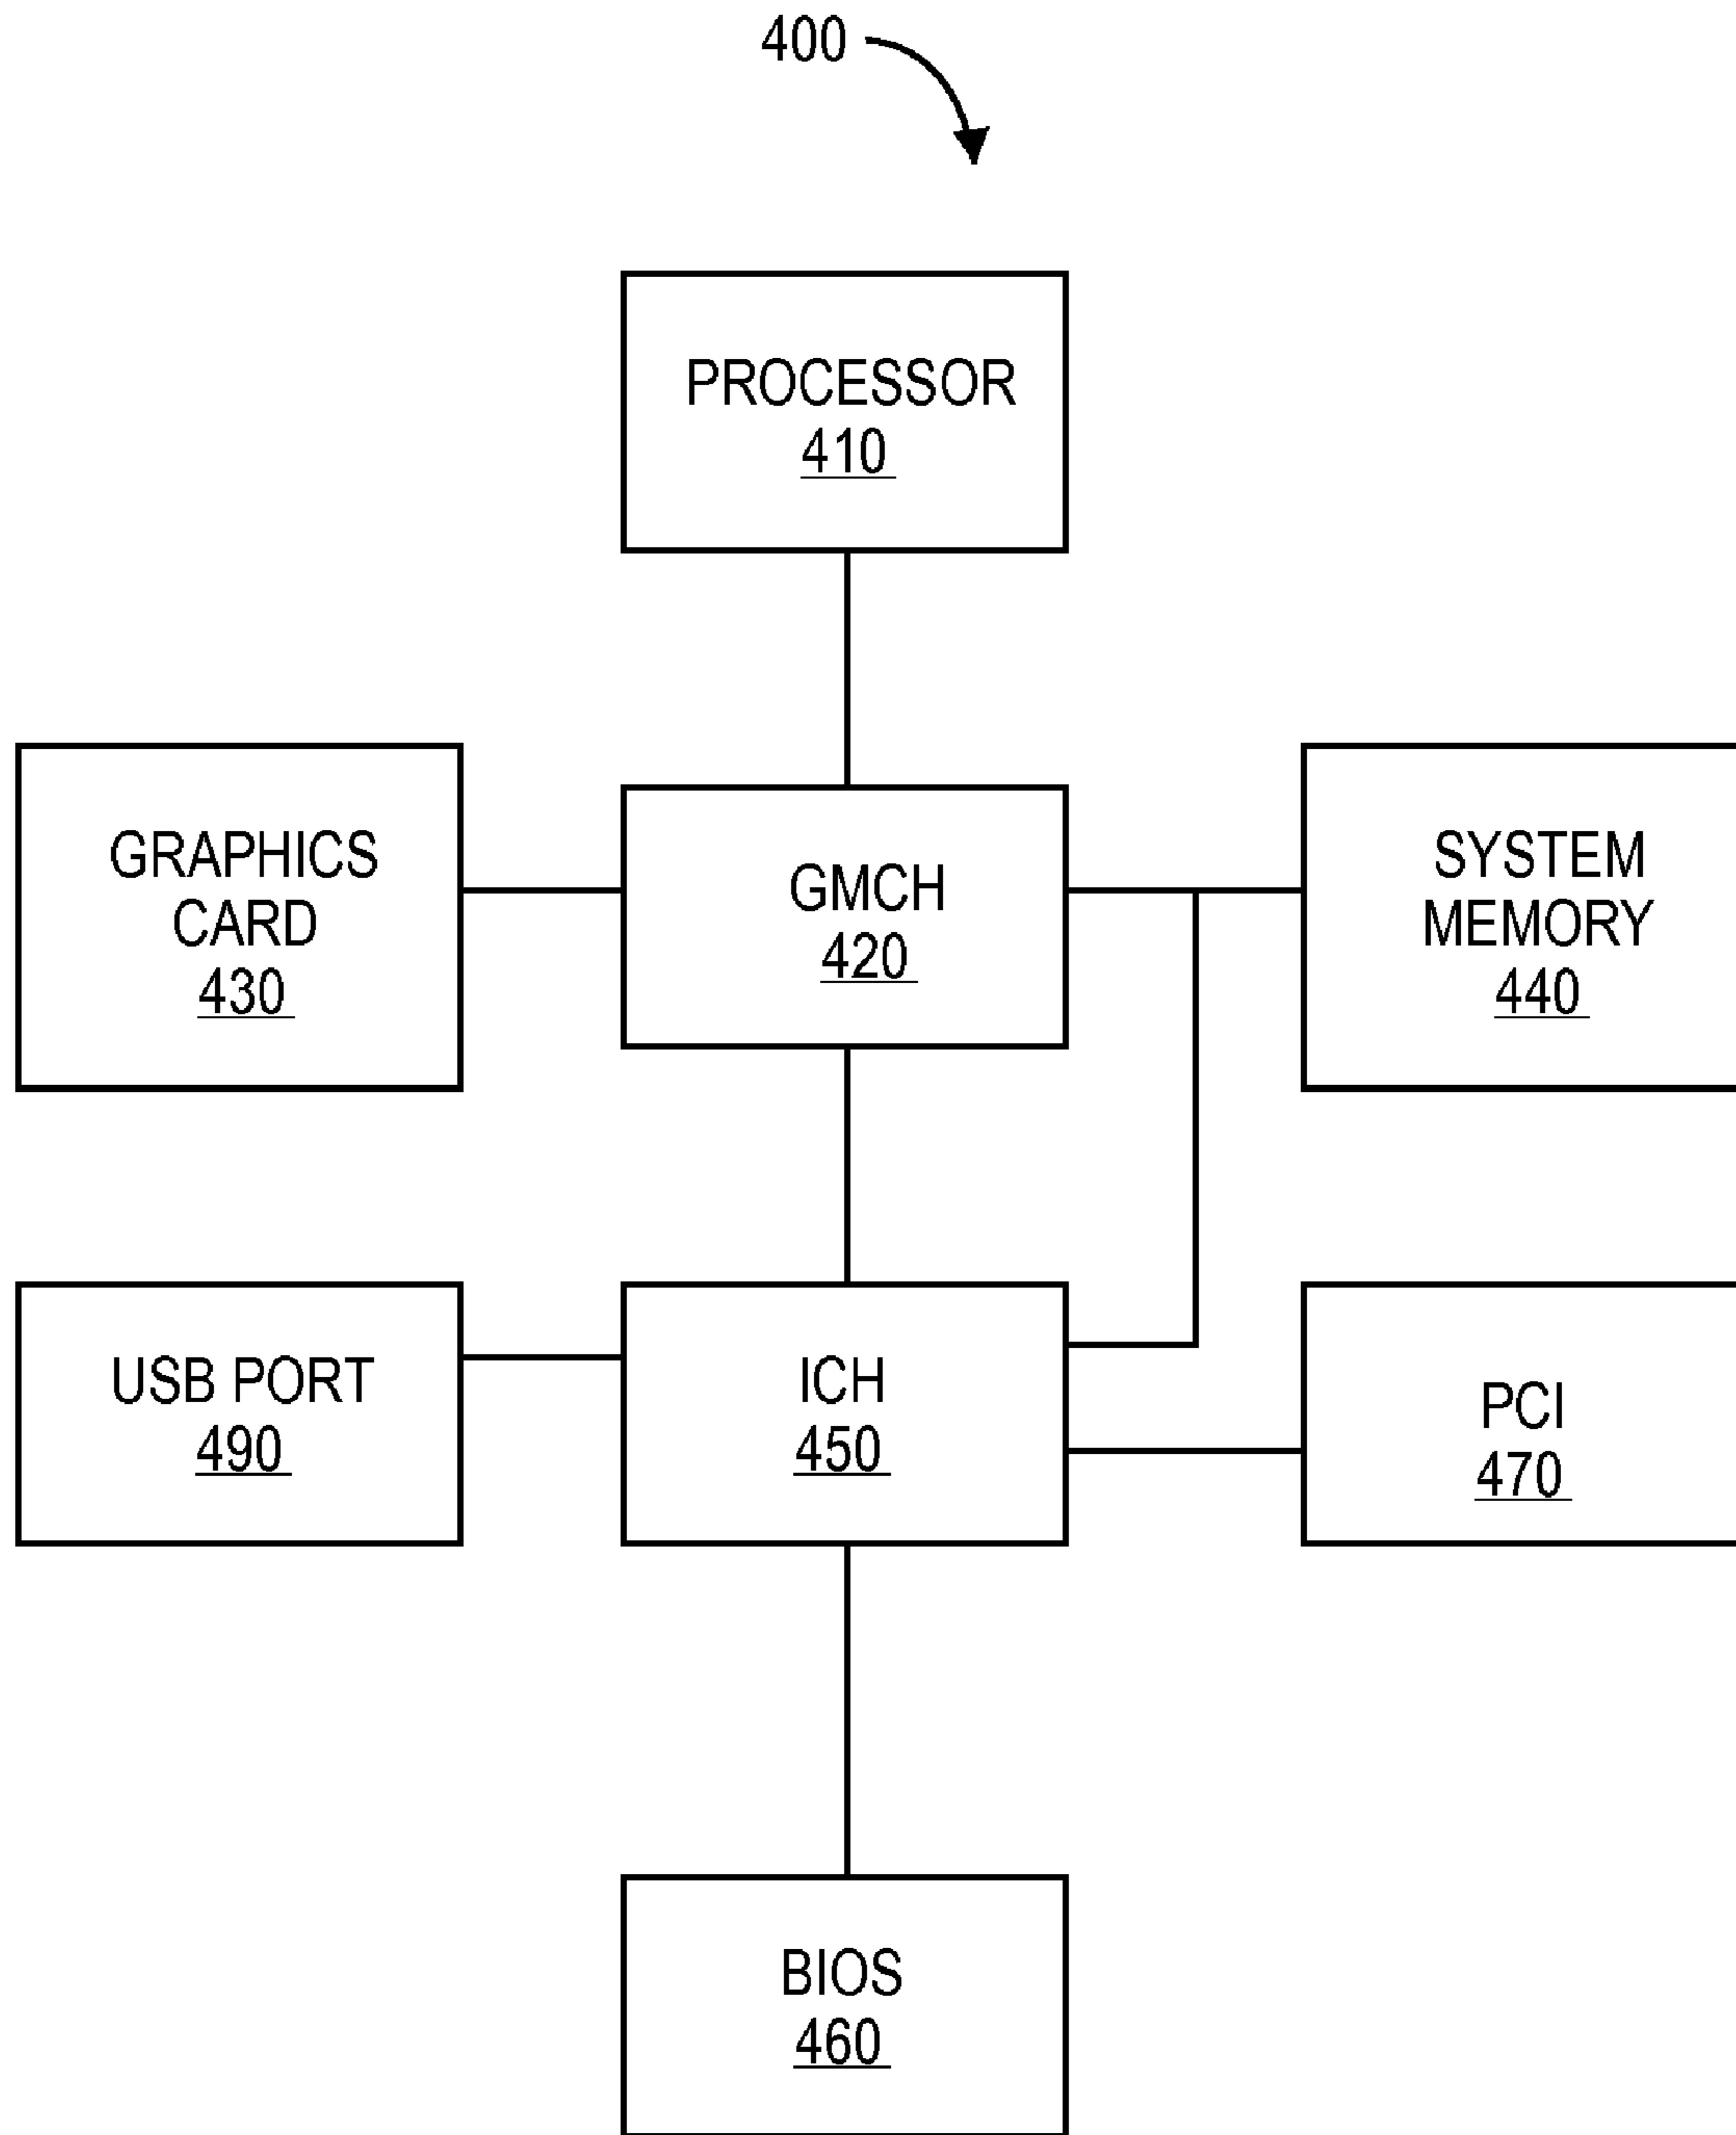 400
PROCESSOR
410
GRAPHICS
CARD
430
GMCH
420
SYSTEM
MEMORY
440
USB PORT
490
ICH
450
PCI
470
BIOS
460